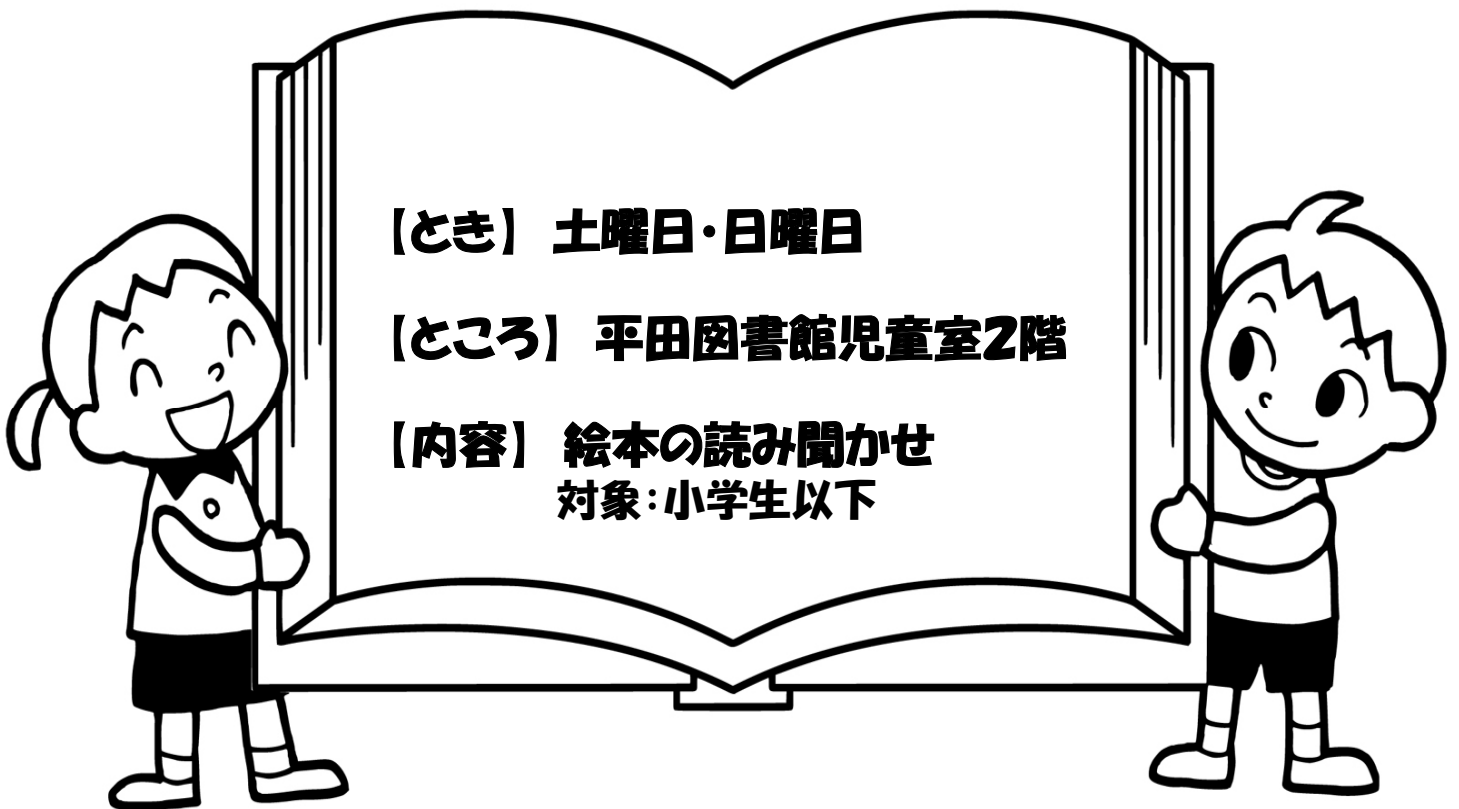 【とき】 土曜日・日曜日
【ところ】 平田図書館児童室2階
【内容】 絵本の読み聞かせ
対象：小学生以下